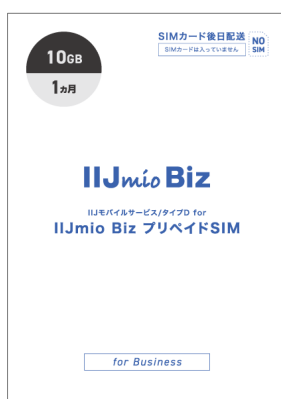 10GB
1ヵ月
SIMカード後日配送
SIMカードは入っていません
NO
SIM
IIJmio Biz
IIJモバイルサービス/タイプD for
IIJmio Biz プリペイドSIM
for Business